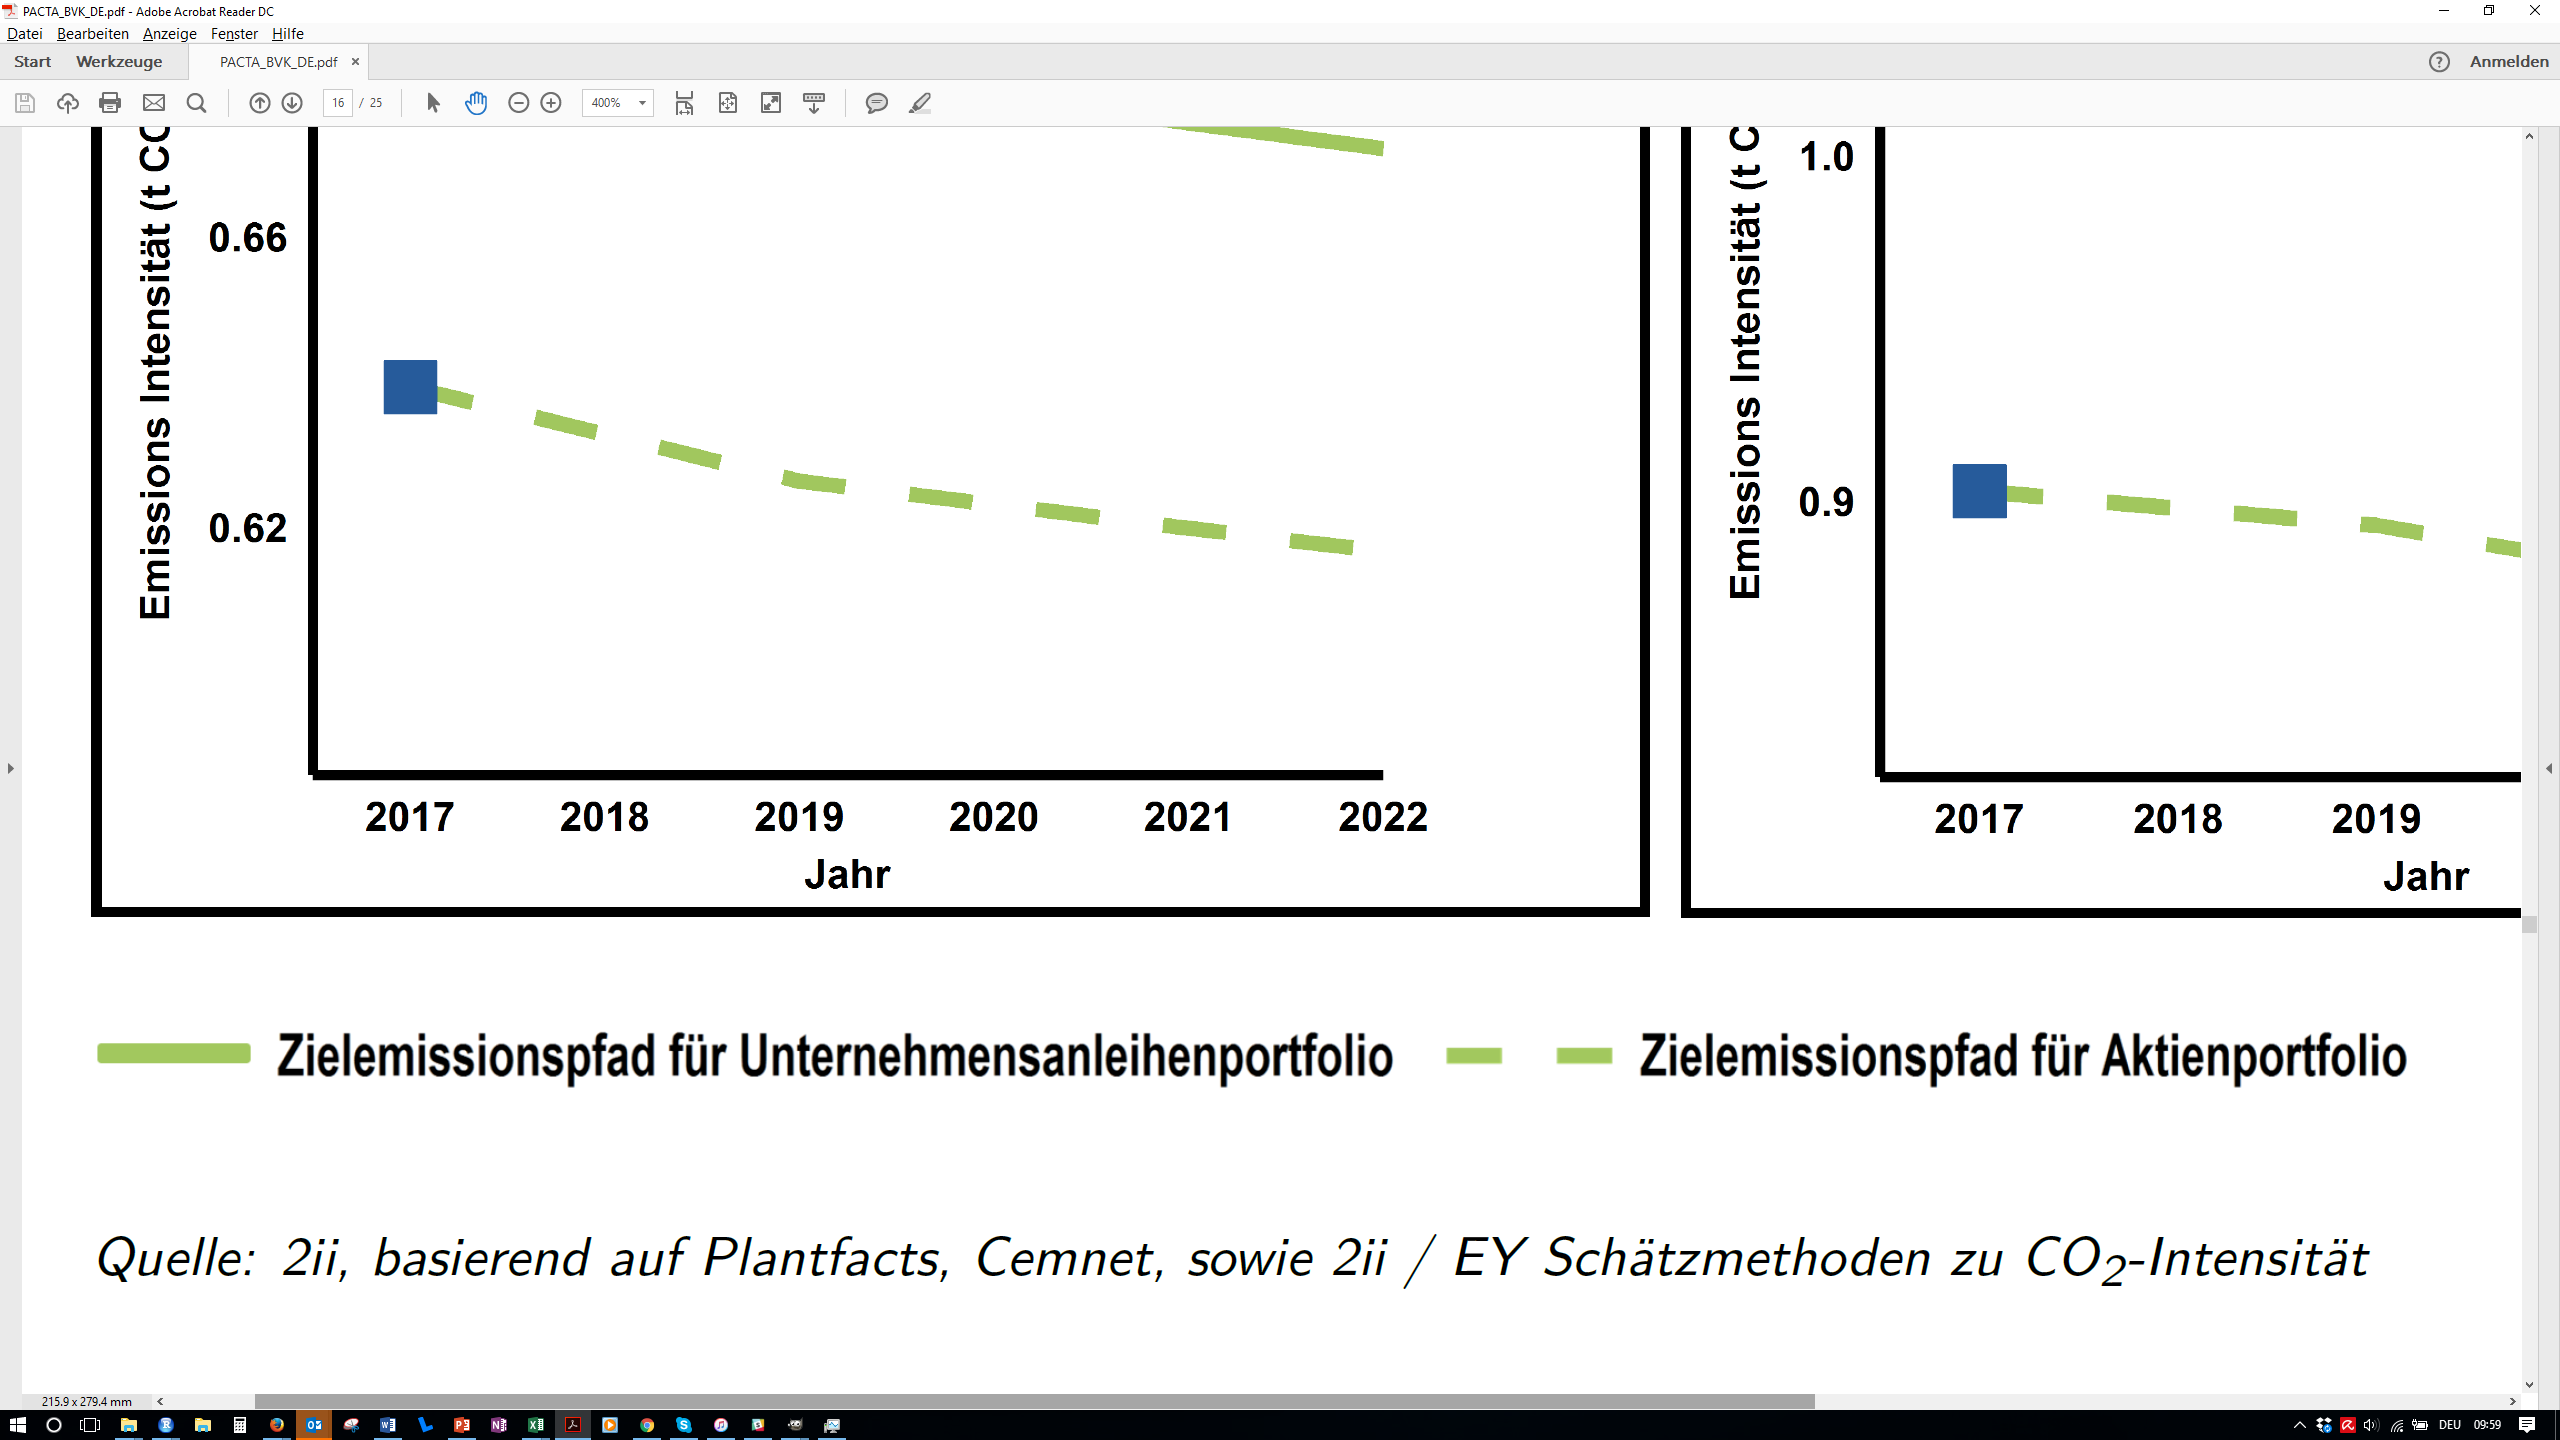 PACTA_BVK_DE.pdf - Adobe Acrobat Reader DC
Datei Bearbeiten Anzeige Fenster Hilfe
Start Werkzeuge PACTA_BVK_DE.pdf Anmelden
16 / 25 400%
Emissions Intensität (t CO
0.66
0.62
2017 2018 2019 2020 2021 2022
Jahr
Emissions Intensität (t C
1.0
0.9
2017 2018 2019
Jahr
Zielemissionspfad für Unternehmensanleihenportfolio Zielemissionspfad für Aktienportfolio
Quelle: 2ii, basierend auf Plantfacts, Cemnet, sowie 2ii / EY Schätzmethoden zu CO₂-Intensität
215.9 x 279.4 mm
DEU 09:59